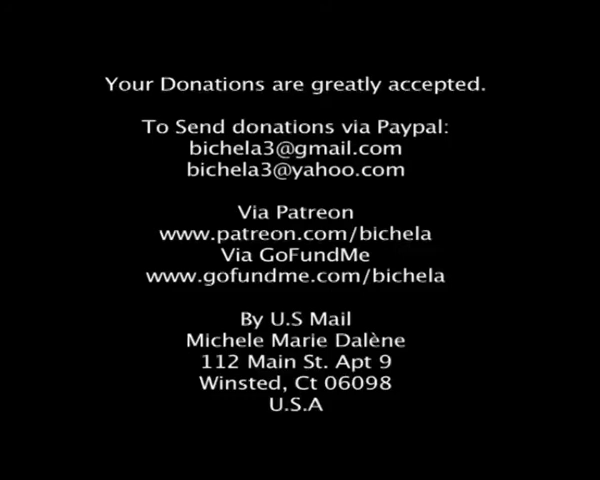 Your Donations are greatly accepted.
To Send donations via Paypal:
bichela3@gmail.com
bichela3@yahoo.com
Via Patreon
www.patreon.com/bichela
Via GoFundMe
www.gofundme.com/bichela
By U.S Mail
Michele Marie Dalène
112 Main St. Apt 9
Winsted, Ct 06098
U.S.A